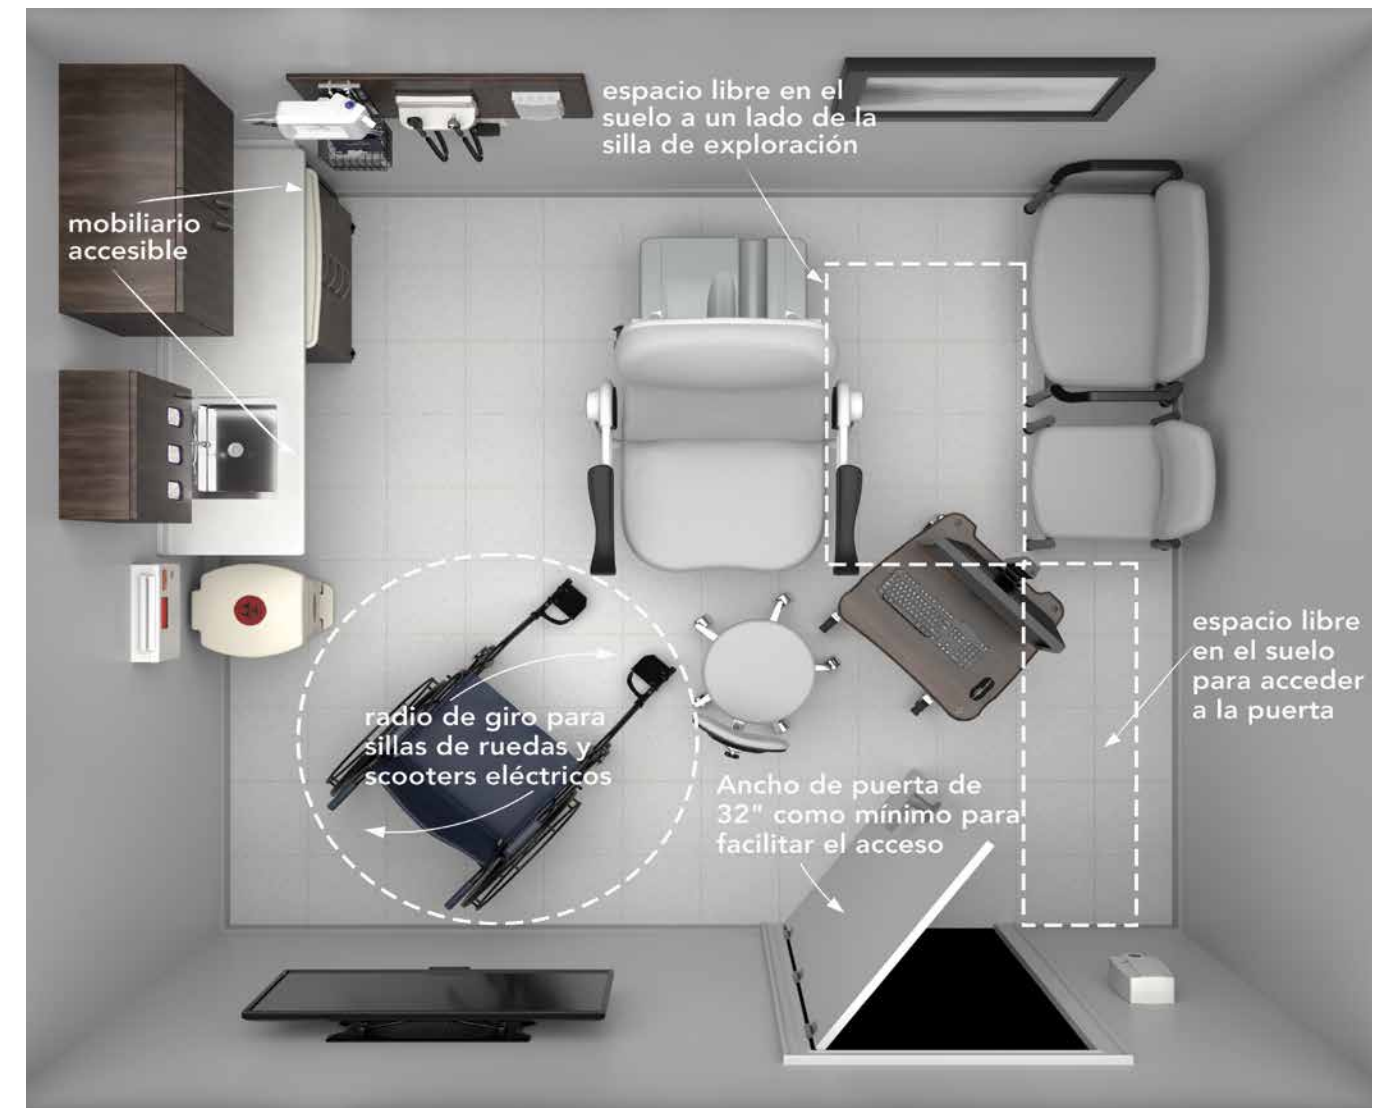 espacio libre en el
suelo a un lado de la
silla de exploración
mobiliario
accesible
espacio libre
en el suelo
para acceder
a la puerta
radio de giro para
sillas de ruedas y
scooters eléctricos
Ancho de puerta de
32" como mínimo para
facilitar el acceso